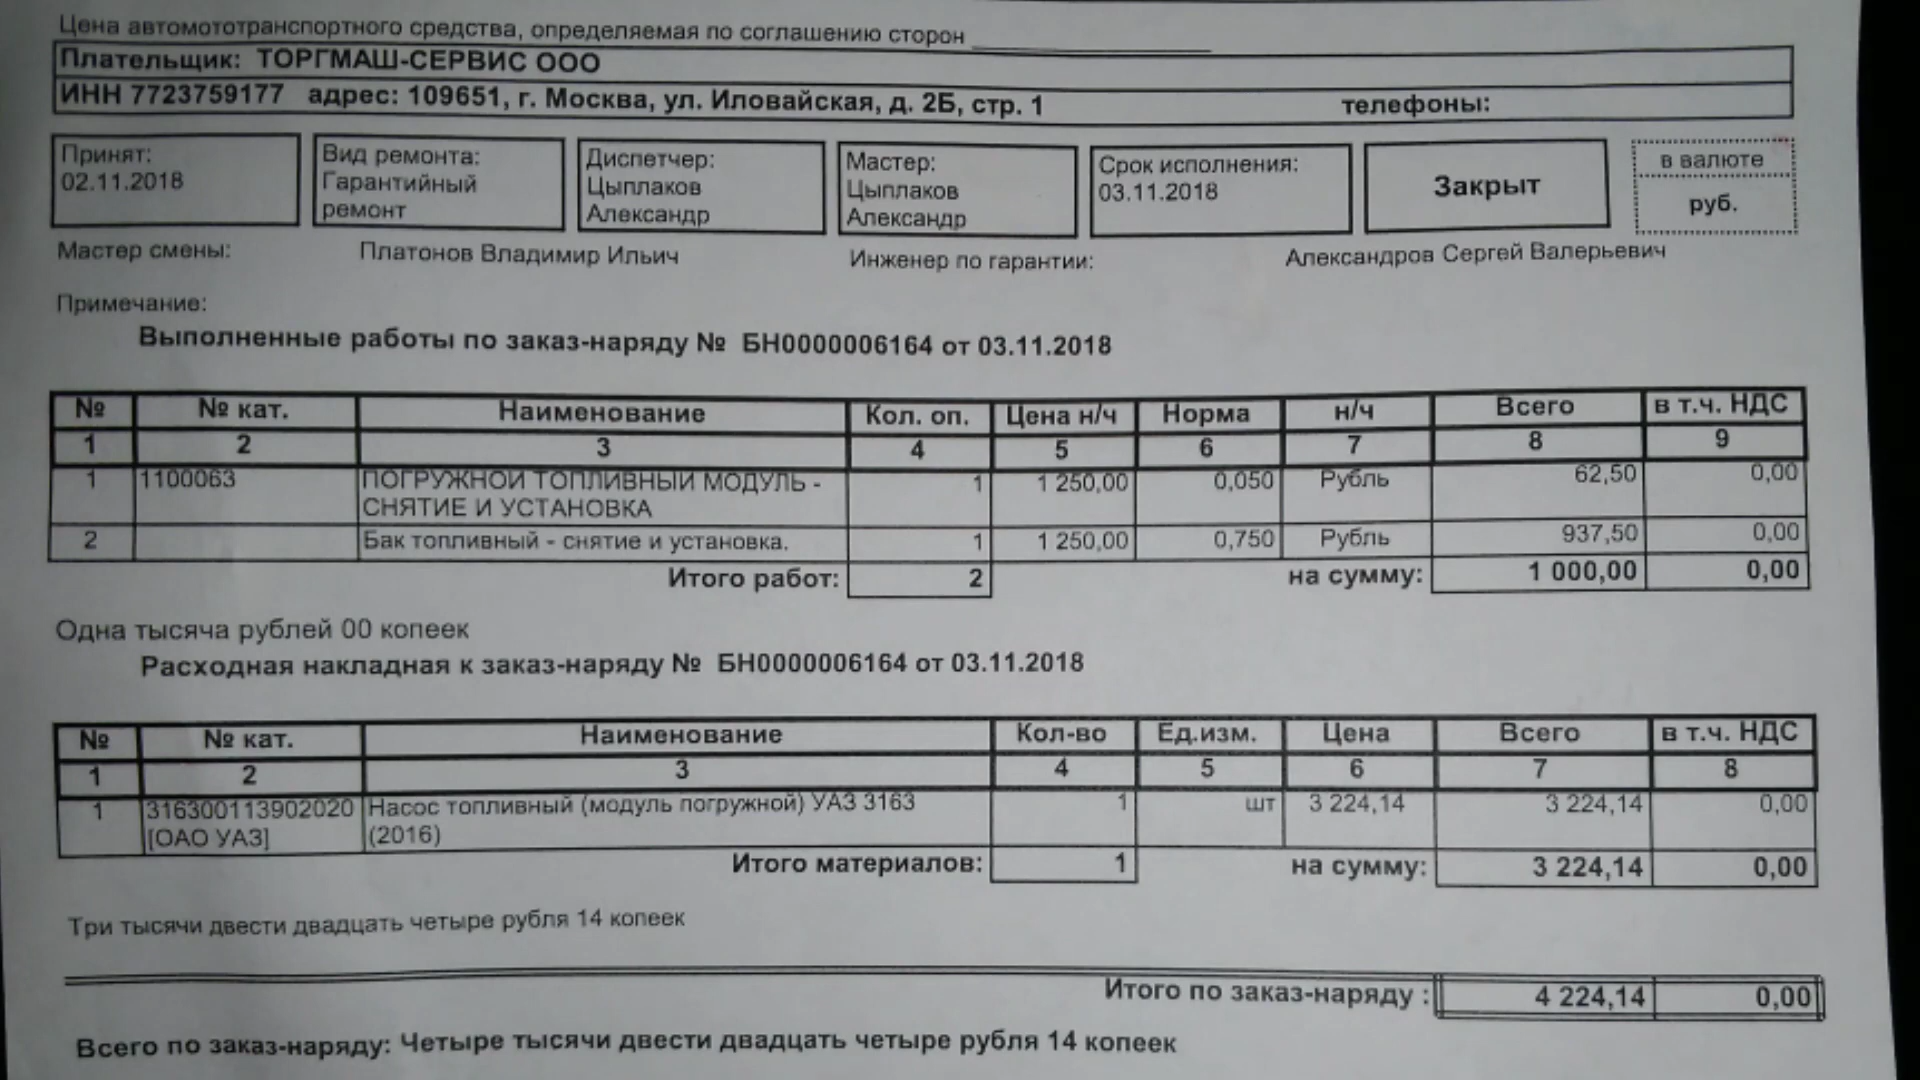 Цена автомототранспортного средства, определяемая по соглашению сторон
Плательщик: ТОРГМАШ-СЕРВИС ООО
ИНН 7723759177 адрес: 109651, г. Москва, ул. Иловайская, д. 2Б, стр. 1 телефоны:
Принят: 02.11.2018
Вид ремонта: Гарантийный ремонт
Диспетчер: Цыплаков Александр
Мастер: Цыплаков Александр
Срок исполнения: 03.11.2018
Закрыт
в валюте
руб.
Мастер смены: Платонов Владимир Ильич Инженер по гарантии: Александров Сергей Валерьевич
Примечание:
Выполненные работы по заказ-наряду № БН0000006164 от 03.11.2018
№ № кат. Наименование Кол. оп. Цена н/ч Норма н/ч Всего в т.ч. НДС
1 2 3 4 5 6 7 8 9
1 1100063 ПОГРУЖНОЙ ТОПЛИВНЫЙ МОДУЛЬ - 1 1 250,00 0,050 Рубль 62,50 0,00
СНЯТИЕ И УСТАНОВКА
2 Бак топливный - снятие и установка. 1 1 250,00 0,750 Рубль 937,50 0,00
Итого работ: 2 на сумму: 1 000,00 0,00
Одна тысяча рублей 00 копеек
Расходная накладная к заказ-наряду № БН0000006164 от 03.11.2018
№ № кат. Наименование Кол-во Ед.изм. Цена Всего в т.ч. НДС
1 2 3 4 5 6 7 8
1 316300113902020 Насос топливный (модуль погружной) УАЗ 3163 1 шт 3 224,14 3 224,14 0,00
[ОАО УАЗ] (2016)
Итого материалов: 1 на сумму: 3 224,14 0,00
Три тысячи двести двадцать четыре рубля 14 копеек
Итого по заказ-наряду : 4 224,14 0,00
Всего по заказ-наряду: Четыре тысячи двести двадцать четыре рубля 14 копеек